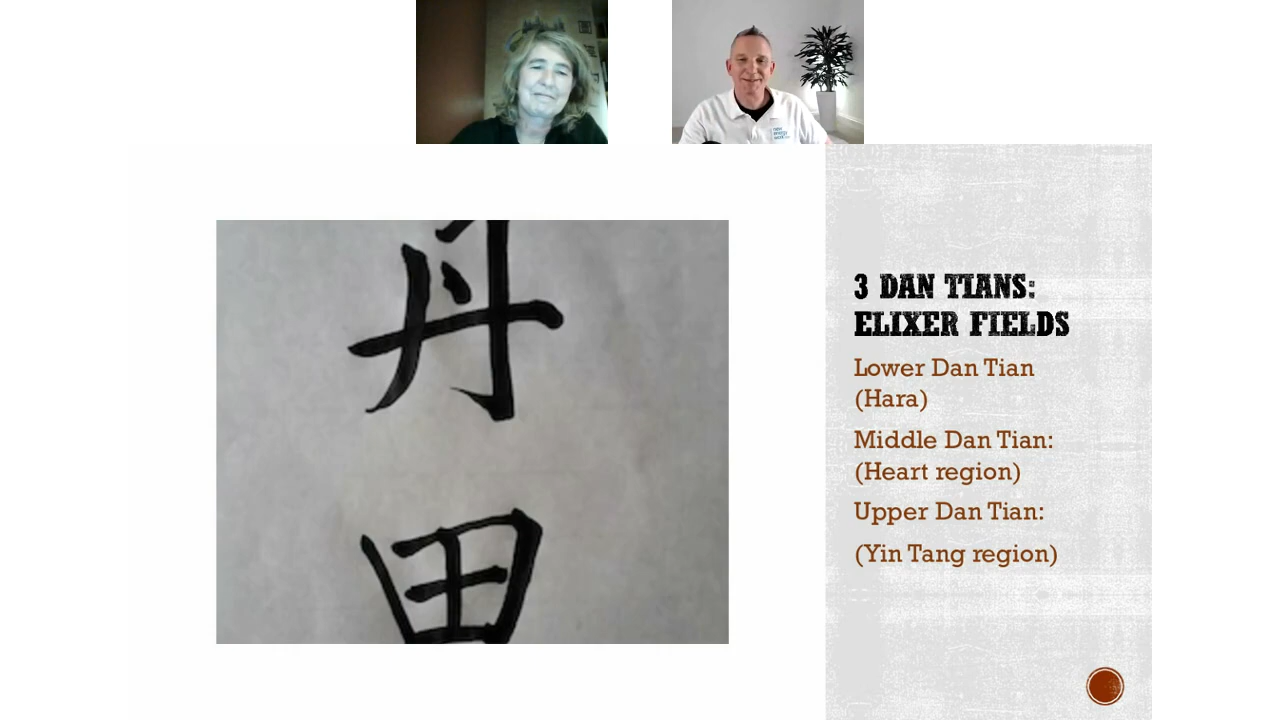 丹
田
3 DAN TIANS:
ELIXER FIELDS
Lower Dan Tian
(Hara)
Middle Dan Tian:
(Heart region)
Upper Dan Tian:
(Yin Tang region)